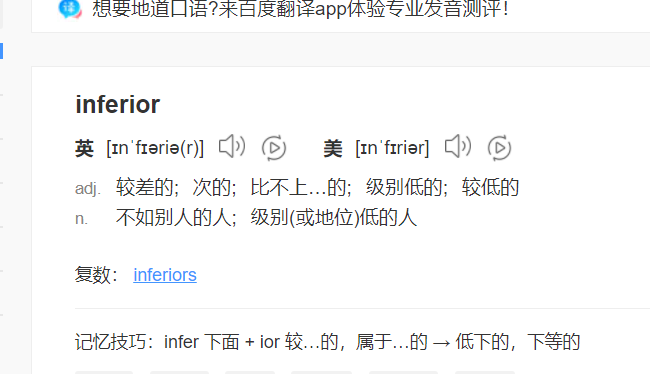 译 想要地道口语?来百度翻译app体验专业发音测评!
inferior
英 [ɪnˈfɪəriə(r)] 美 [ɪnˈfɪriər]
adj. 较差的；次的；比不上…的；级别低的；较低的
n. 不如别人的人；级别(或地位)低的人
复数： inferiors
记忆技巧：infer 下面 + ior 较…的，属于…的 → 低下的，下等的